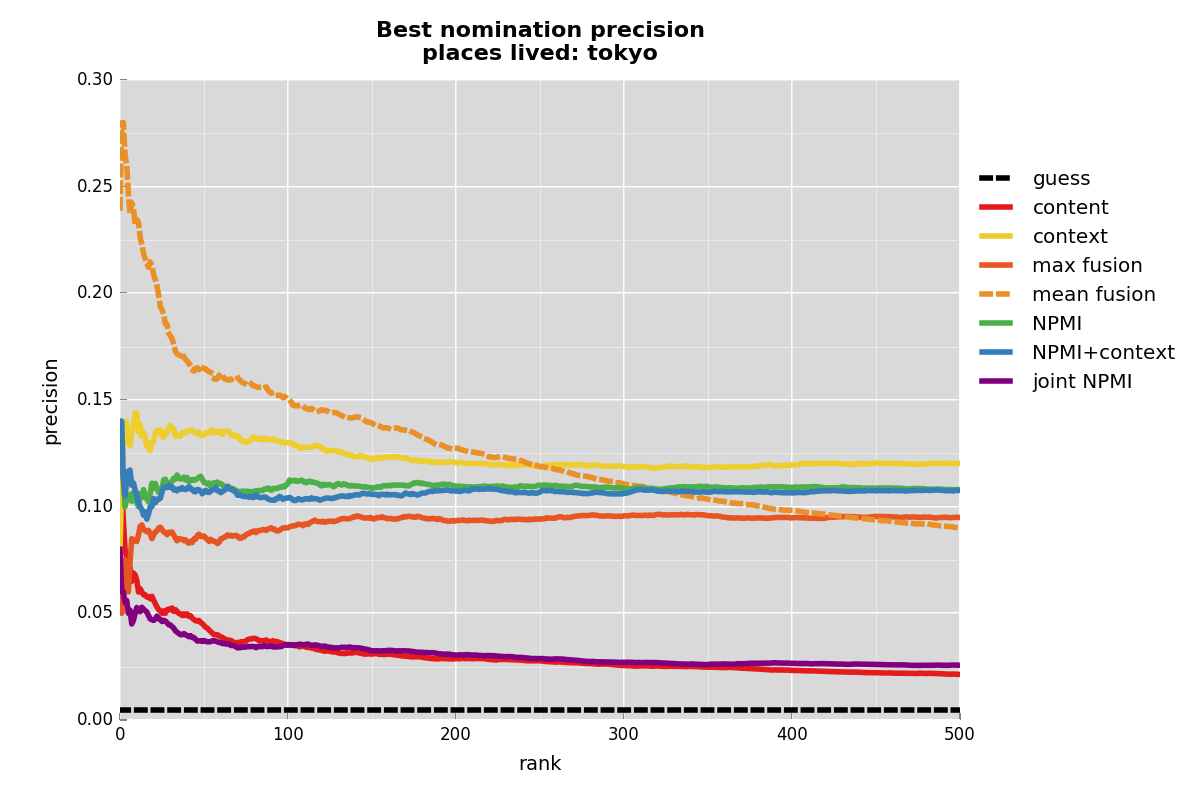 Best nomination precision
places lived: tokyo
0.30
0.25
0.20
0.15
0.10
0.05
0.00
precision
0 100 200 300 400 500
rank
guess
content
context
max fusion
mean fusion
NPMI
NPMI+context
joint NPMI